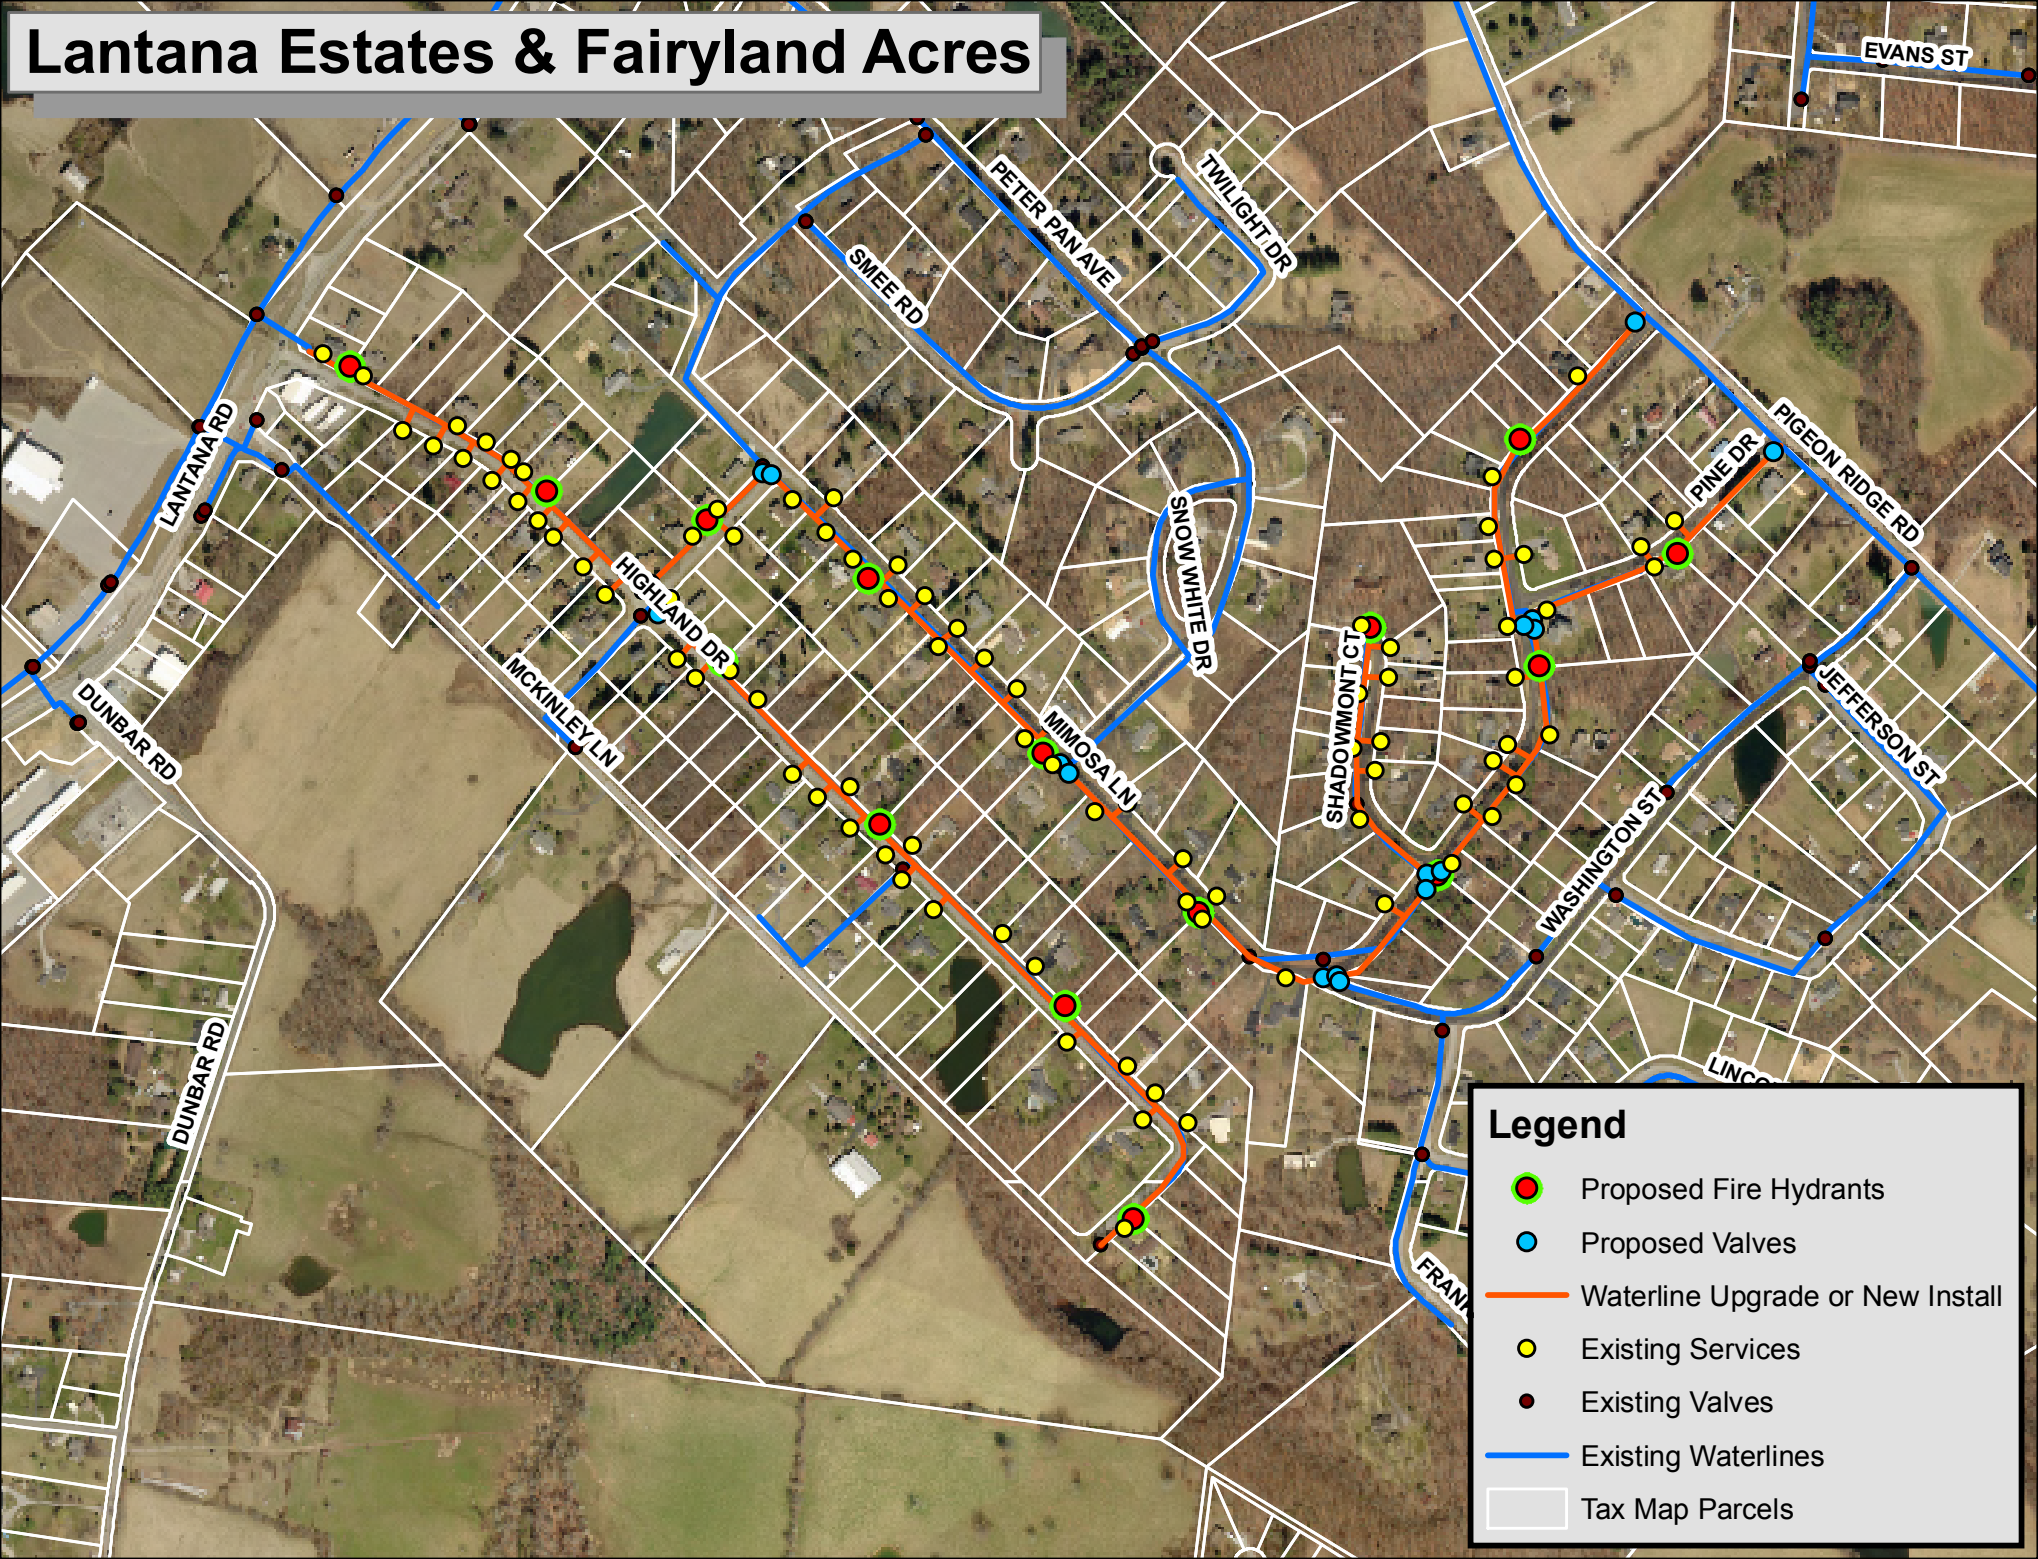 Lantana Estates & Fairyland Acres
EVANS ST
PETER PAN AVE
TWILIGHT DR
SMEE RD
LANTANA RD
PIGEON RIDGE RD
PINE DR
SNOW WHITE DR
HIGHLAND DR
MCKINLEY LN
DUNBAR RD
MIMOSA LN
SHADOWMONT CT
JEFFERSON ST
WASHINGTON ST
DUNBAR RD
LINCO
FRANK
Legend
Proposed Fire Hydrants
Proposed Valves
Waterline Upgrade or New Install
Existing Services
Existing Valves
Existing Waterlines
Tax Map Parcels